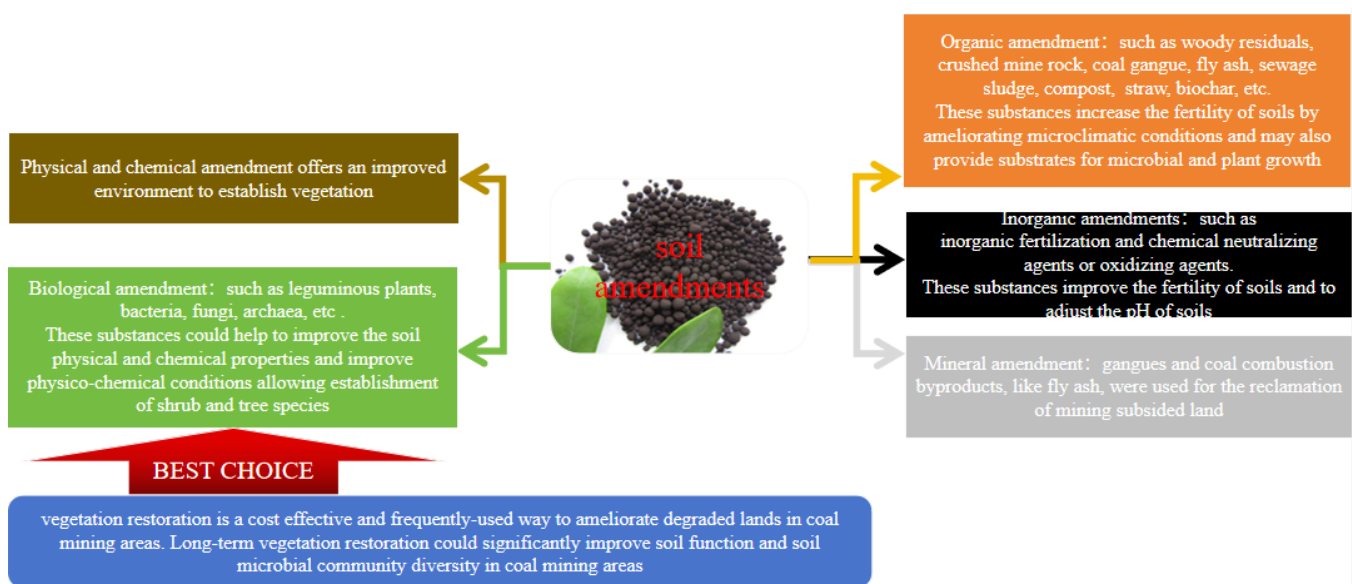 Physical and chemical amendment offers an improved
environment to establish vegetation
Biological amendment：such as leguminous plants,
bacteria, fungi, archaea, etc .
These substances could help to improve the soil
physical and chemical properties and improve
physico-chemical conditions allowing establishment
of shrub and tree species
BEST CHOICE
vegetation restoration is a cost effective and frequently-used way to ameliorate degraded lands in coal
mining areas. Long-term vegetation restoration could significantly improve soil function and soil
microbial community diversity in coal mining areas
soil
amendments
Organic amendment：such as woody residuals,
crushed mine rock, coal gangue, fly ash, sewage
sludge, compost, straw, biochar, etc.
These substances increase the fertility of soils by
ameliorating microclimatic conditions and may also
provide substrates for microbial and plant growth
Inorganic amendments：such as
inorganic fertilization and chemical neutralizing
agents or oxidizing agents.
These substances improve the fertility of soils and to
adjust the pH of soils
Mineral amendment：gangues and coal combustion
byproducts, like fly ash, were used for the reclamation
of mining subsided land